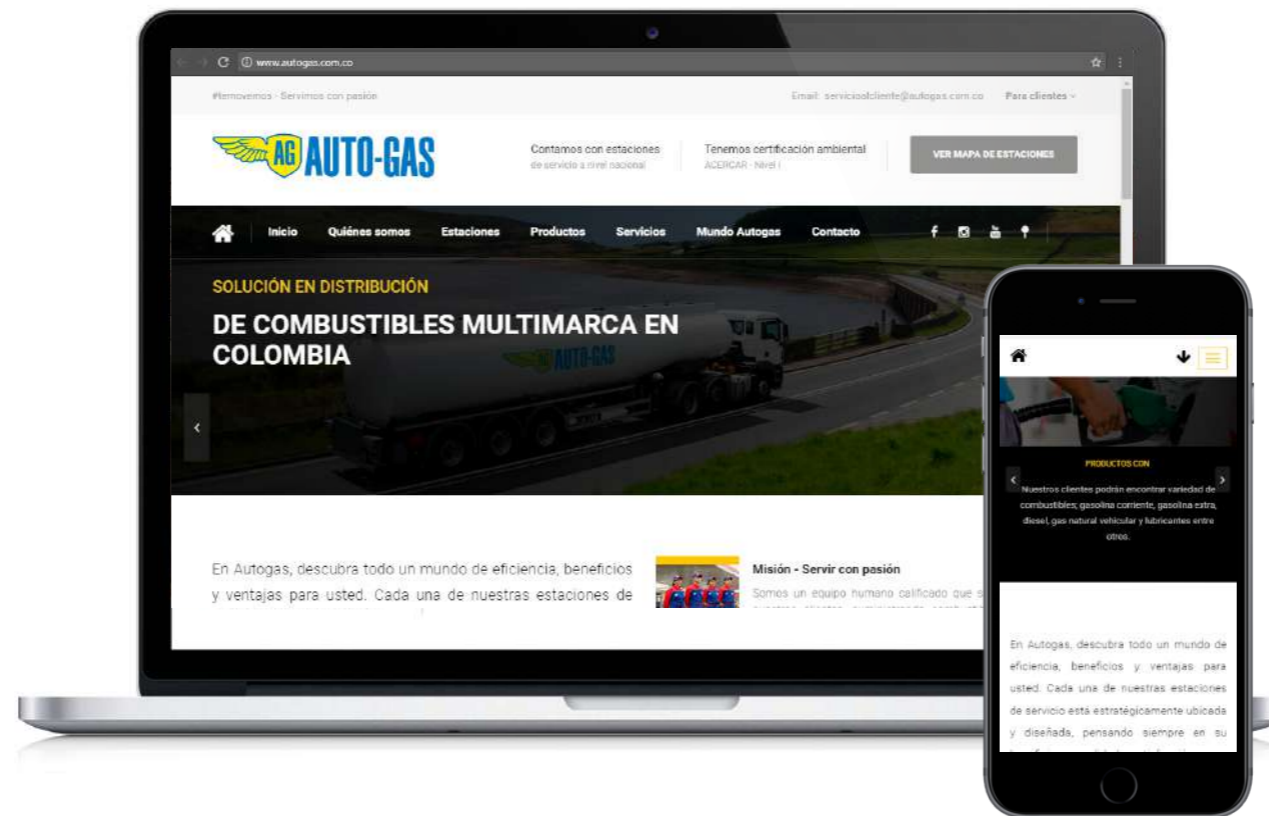 www.autogas.com.co
#temovemos - Servimos con pasión
Email: servicioalcliente@autogas.com.co
Para clientes
AG AUTO-GAS
Contamos con estaciones
de servicio a nivel nacional
Tenemos certificación ambiental
ACERCAR - Nivel I
VER MAPA DE ESTACIONES
Inicio Quiénes somos Estaciones Productos Servicios Mundo Autogas Contacto
SOLUCIÓN EN DISTRIBUCIÓN
DE COMBUSTIBLES MULTIMARCA EN
COLOMBIA
AUTO-GAS
En Autogas, descubra todo un mundo de eficiencia, beneficios
y ventajas para usted. Cada una de nuestras estaciones de
Misión - Servir con pasión
Somos un equipo humano calificado que s
PRODUCTOS CON
Nuestros clientes podrán encontrar variedad de
combustibles; gasolina corriente, gasolina extra,
diesel, gas natural vehicular y lubricantes entre
otros.
En Autogas, descubra todo un mundo de
eficiencia, beneficios y ventajas para
usted. Cada una de nuestras estaciones
de servicio está estratégicamente ubicada
y diseñada, pensando siempre en su